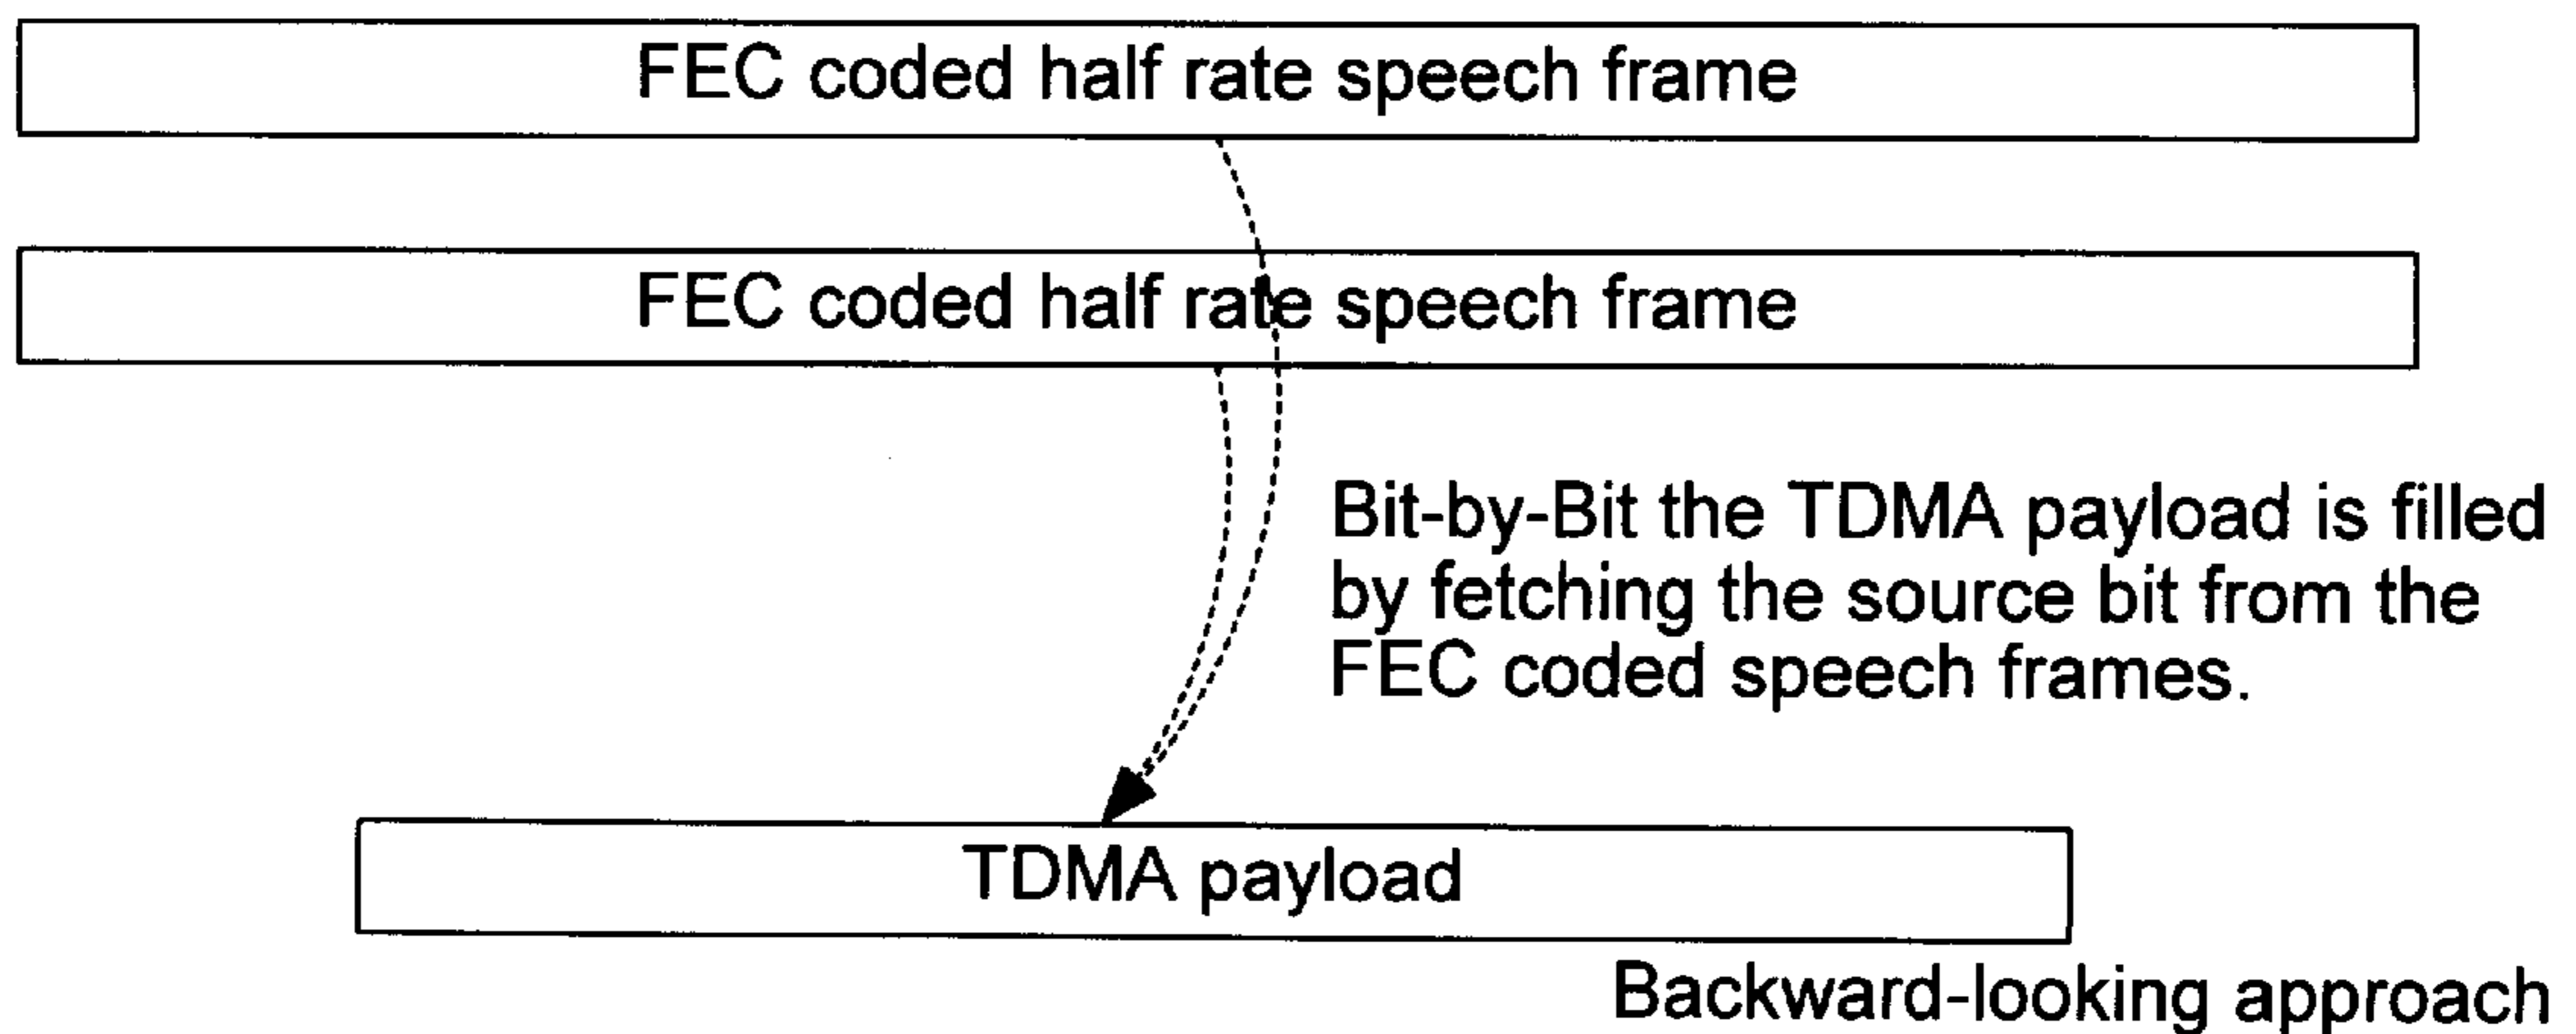 FEC coded half rate speech frame
FEC coded half rate speech frame
Bit-by-Bit the TDMA payload is filled
by fetching the source bit from the
FEC coded speech frames.
TDMA payload
Backward-looking approach